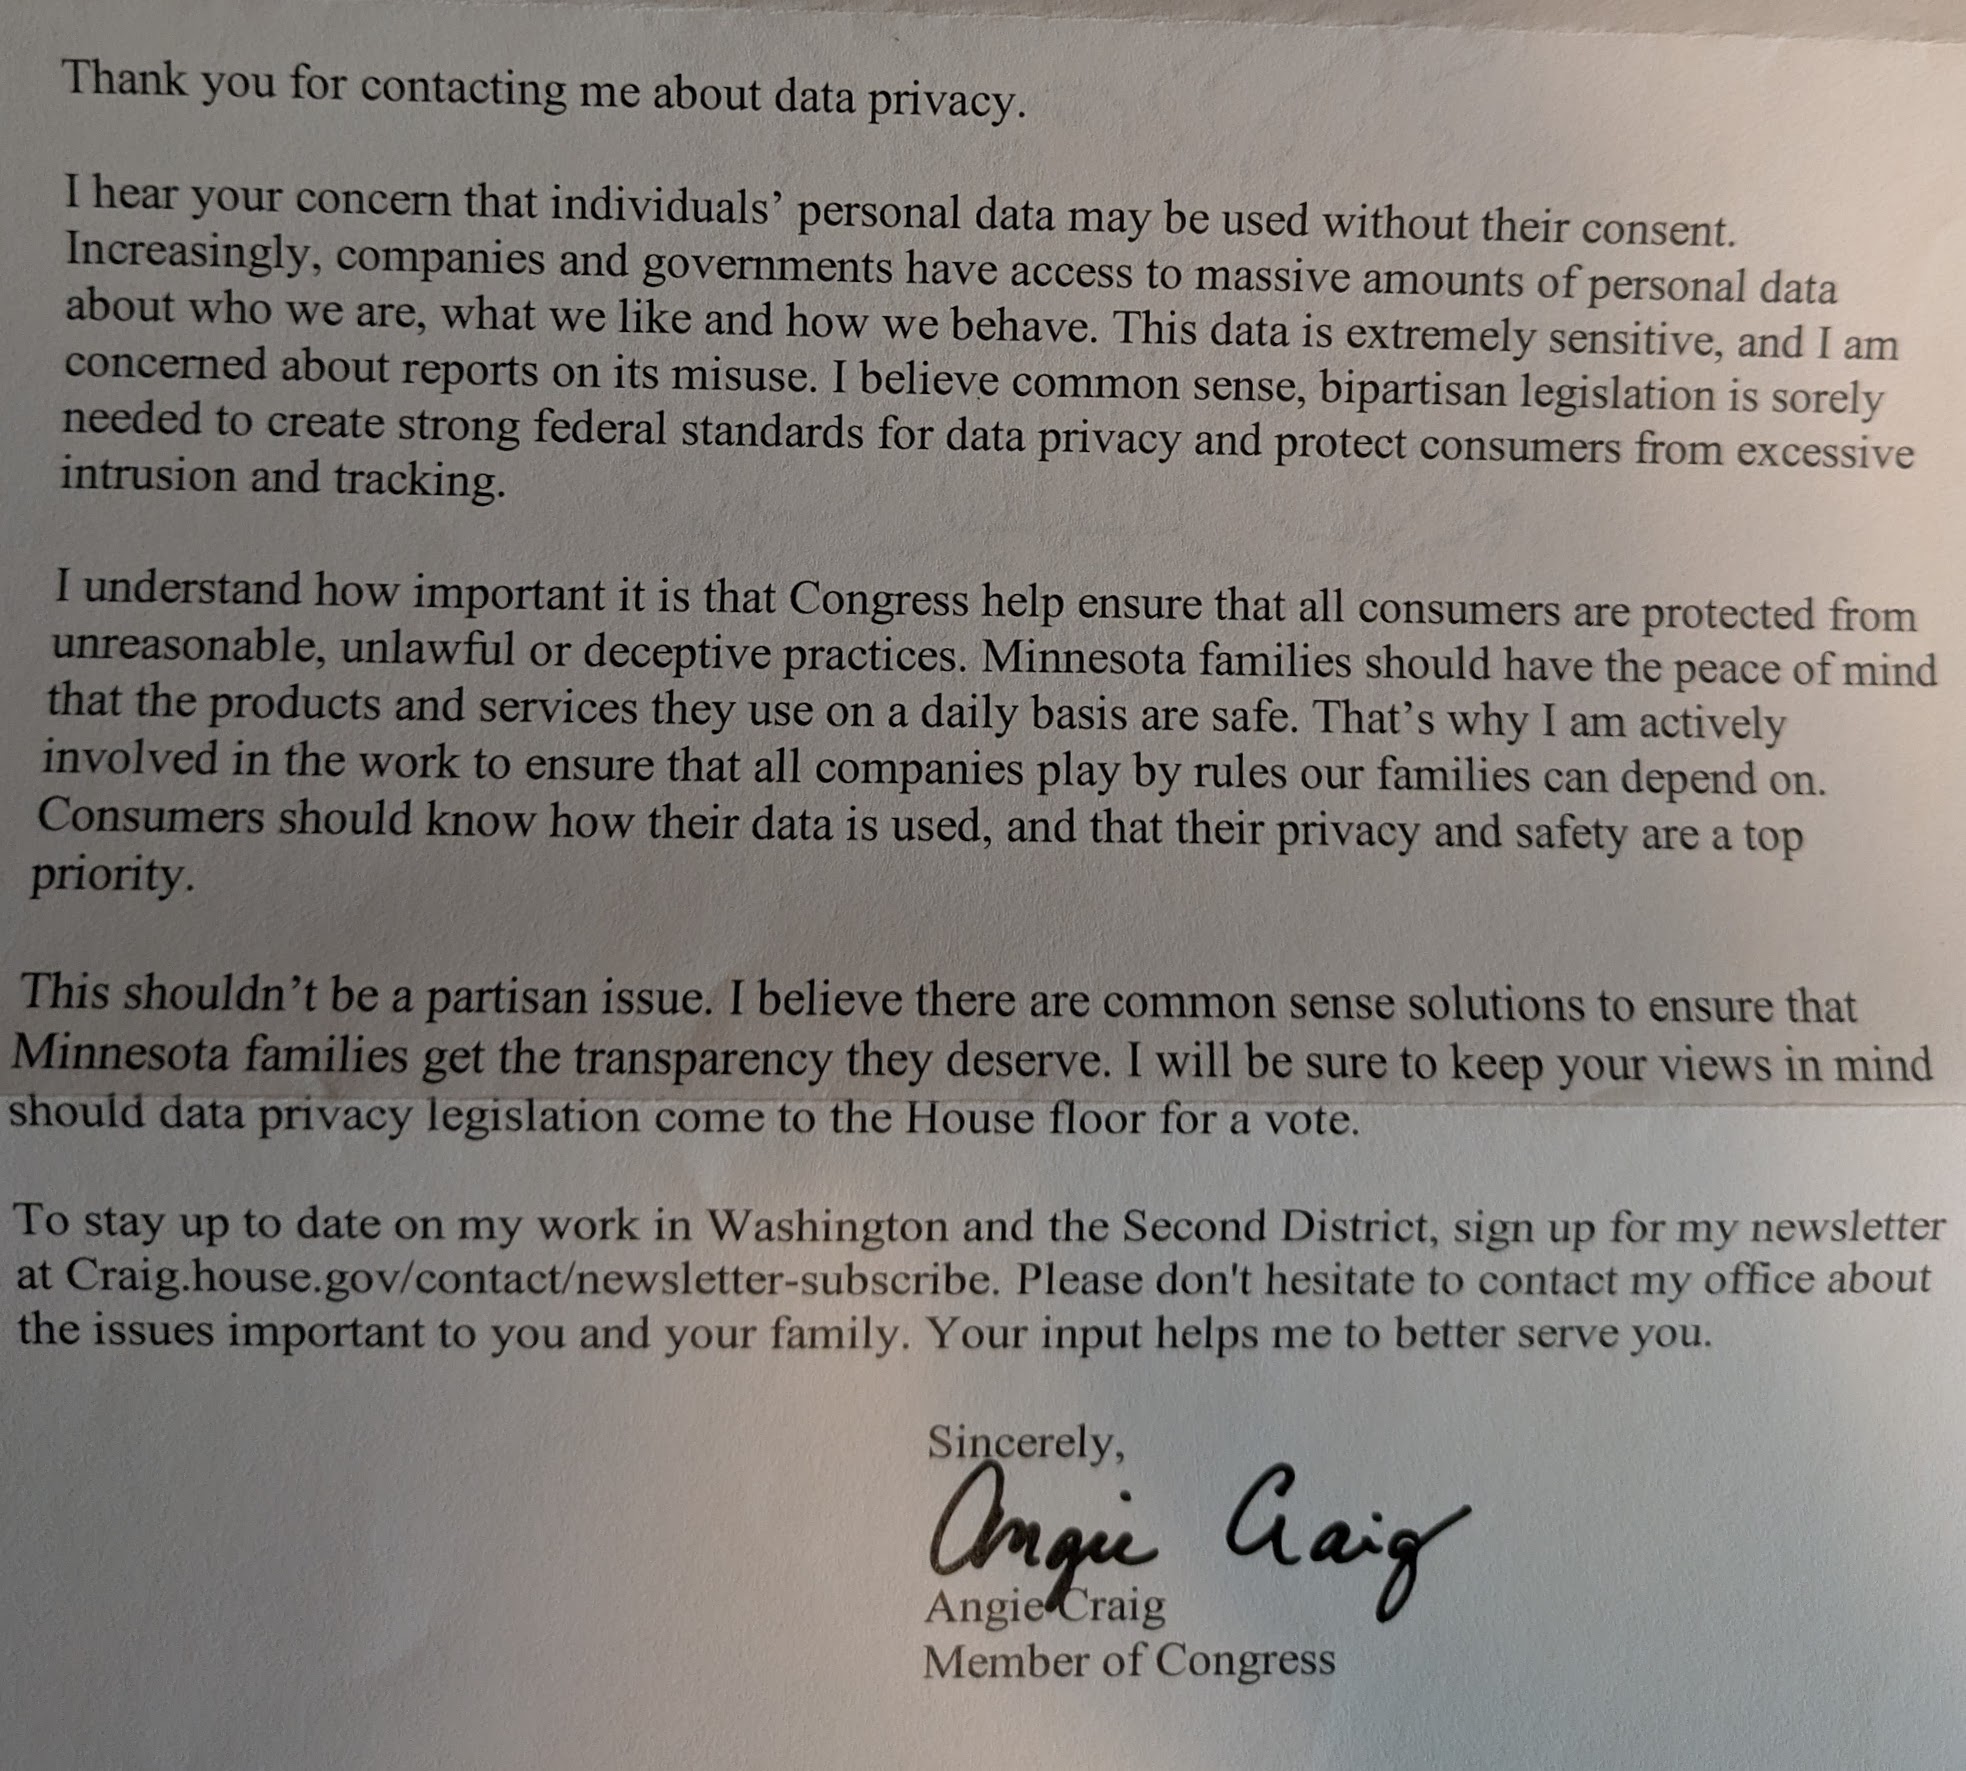 Thank you for contacting me about data privacy.
I hear your concern that individuals’ personal data may be used without their consent.
Increasingly, companies and governments have access to massive amounts of personal data
about who we are, what we like and how we behave. This data is extremely sensitive, and I am
concerned about reports on its misuse. I believe common sense, bipartisan legislation is sorely
needed to create strong federal standards for data privacy and protect consumers from excessive
intrusion and tracking.
I understand how important it is that Congress help ensure that all consumers are protected from
unreasonable, unlawful or deceptive practices. Minnesota families should have the peace of mind
that the products and services they use on a daily basis are safe. That’s why I am actively
involved in the work to ensure that all companies play by rules our families can depend on.
Consumers should know how their data is used, and that their privacy and safety are a top
priority.
This shouldn’t be a partisan issue. I believe there are common sense solutions to ensure that
Minnesota families get the transparency they deserve. I will be sure to keep your views in mind
should data privacy legislation come to the House floor for a vote.
To stay up to date on my work in Washington and the Second District, sign up for my newsletter
at Craig.house.gov/contact/newsletter-subscribe. Please don't hesitate to contact my office about
the issues important to you and your family. Your input helps me to better serve you.
Sincerely,
Angie Craig
Angie Craig
Member of Congress